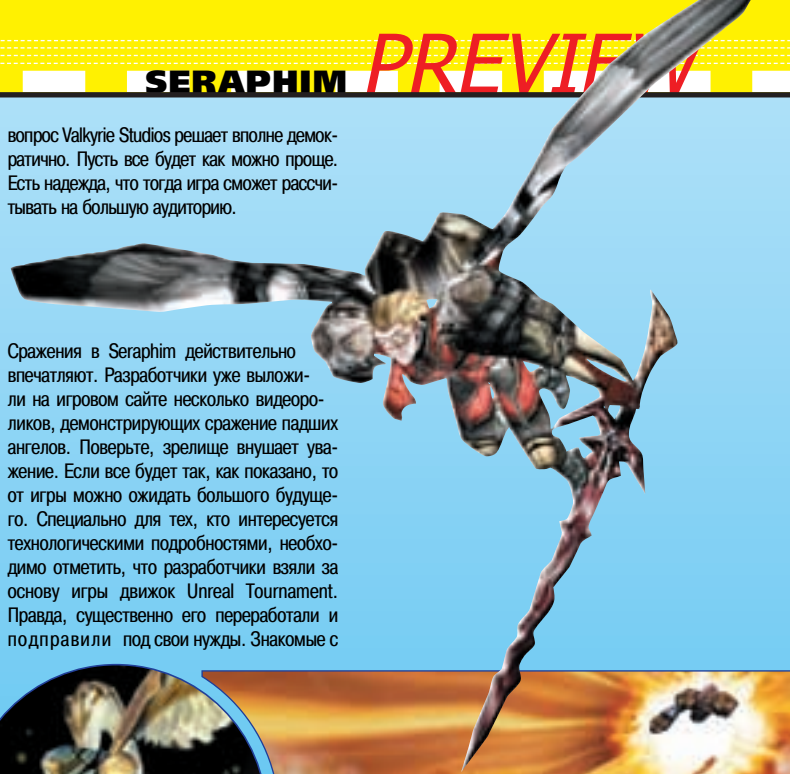 SERAPHIM PREVIEW
вопрос Valkyrie Studios решает вполне демок-
ратично. Пусть все будет как можно проще.
Есть надежда, что тогда игра сможет рассчи-
тывать на большую аудиторию.
Сражения в Seraphim действительно
впечатляют. Разработчики уже выложи-
ли на игровом сайте несколько видеоро-
ликов, демонстрирующих сражение падших
ангелов. Поверьте, зрелище внушает ува-
жение. Если все будет так, как показано, то
от игры можно ожидать большого будуще-
го. Специально для тех, кто интересуется
технологическими подробностями, необхо-
димо отметить, что разработчики взяли за
основу игры движок Unreal Tournament.
Правда, существенно его переработали и
подправили под свои нужды. Знакомые с